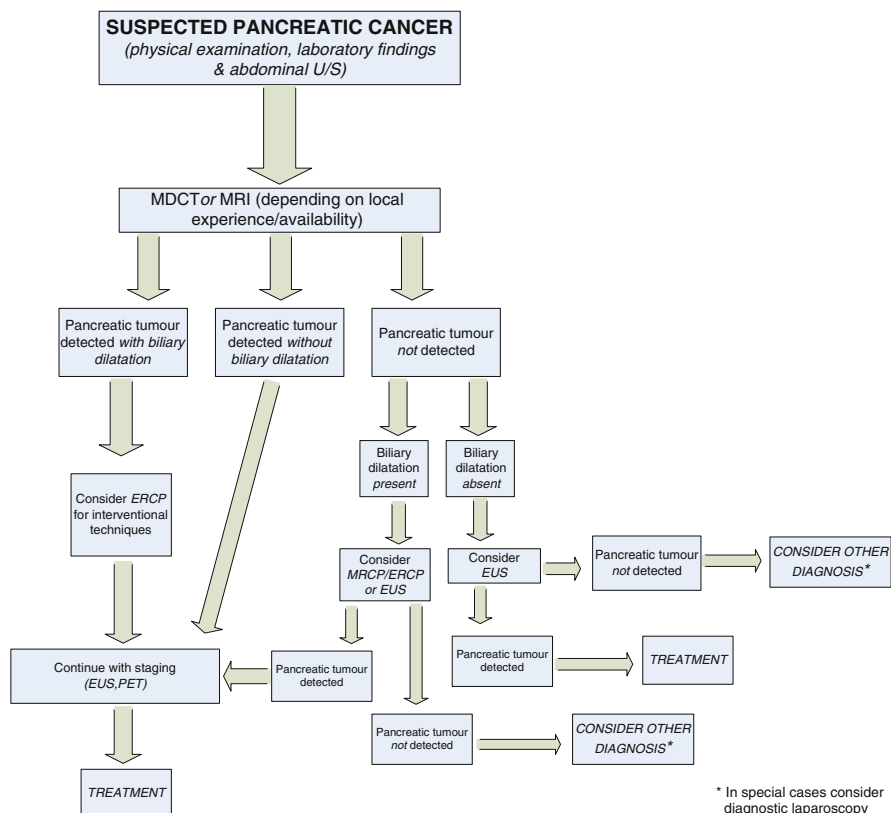 SUSPECTED PANCREATIC CANCER
(physical examination, laboratory findings
& abdominal U/S)
MDCTor MRI (depending on local
experience/availability)
Pancreatic tumour
detected with biliary
dilatation
Pancreatic tumour
detected without
biliary dilatation
Pancreatic tumour
not detected
Biliary
dilatation
present
Biliary
dilatation
absent
Consider ERCP
for interventional
techniques
Consider
MRCP/ERCP
or EUS
Consider
EUS
Pancreatic tumour
not detected
CONSIDER OTHER
DIAGNOSIS*
Continue with staging
(EUS,PET)
Pancreatic tumour
detected
Pancreatic tumour
detected
TREATMENT
Pancreatic tumour
not detected
CONSIDER OTHER
DIAGNOSIS*
TREATMENT
* In special cases consider
diagnostic laparoscopy